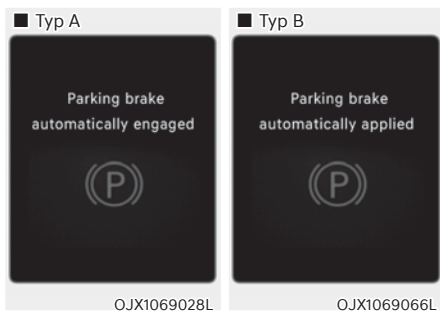 ■ Typ A
Parking brake
automatically engaged
(P)
OJX1069028L
■ Typ B
Parking brake
automatically applied
(P)
OJX1069066L